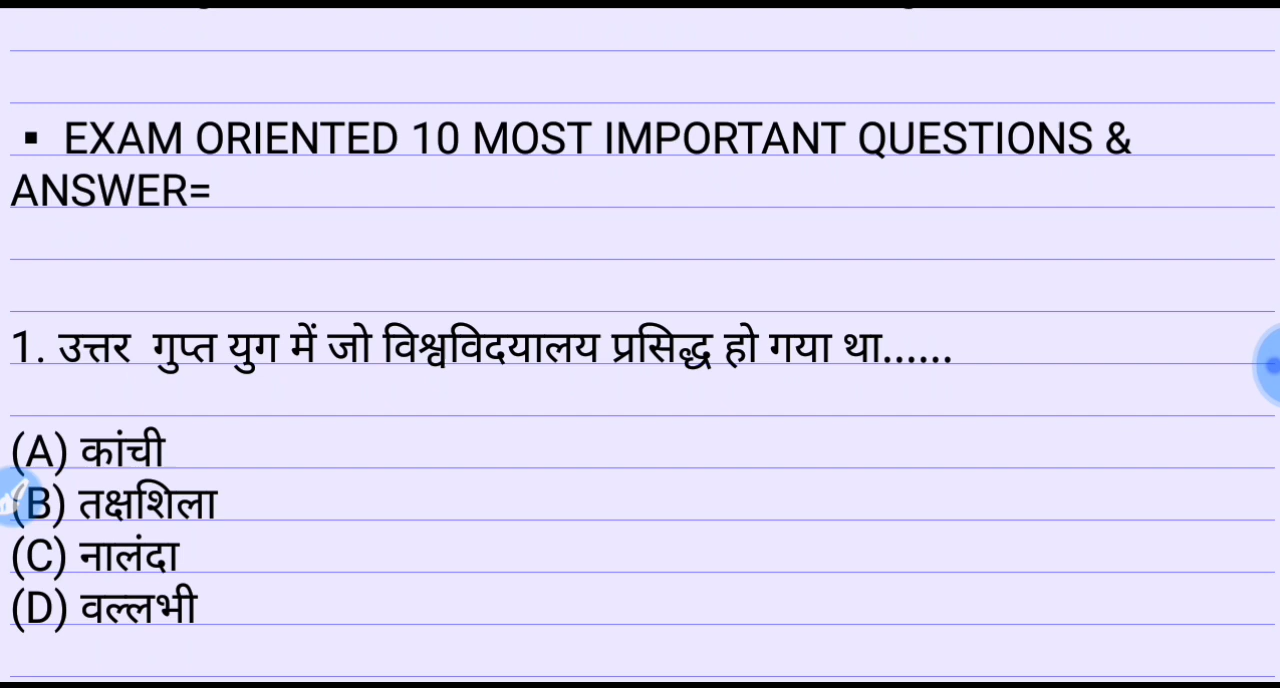 ▪ EXAM ORIENTED 10 MOST IMPORTANT QUESTIONS &
ANSWER=
1. उत्तर गुप्त युग में जो विश्वविदयालय प्रसिद्ध हो गया था......
(A) कांची
(B) तक्षशिला
(C) नालंदा
(D) वल्लभी